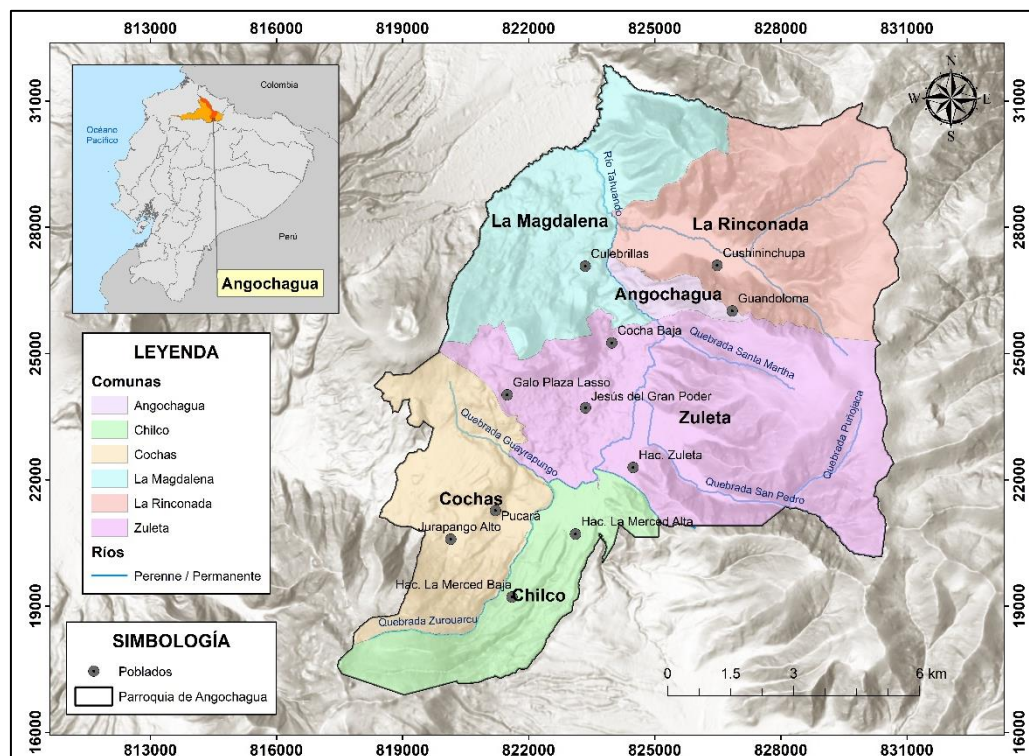 813000
816000
819000
822000
825000
828000
831000
31000
28000
25000
22000
19000
16000
31000
28000
25000
22000
19000
16000
Colombia
Océano
Pacífico
Perú
Angochagua
N
W
E
S
LEYENDA
Comunas
Angochagua
Chilco
Cochas
La Magdalena
La Rinconada
Zuleta
Ríos
Perenne / Permanente
SIMBOLOGÍA
Poblados
Parroquia de Angochagua
Río Tahuando
La Magdalena
La Rinconada
Culebrillas
Cushininchupa
Angochagua
Guandoloma
Cocha Baja
Quebrada Santa Martha
Galo Plaza Lasso
Jesús del Gran Poder
Zuleta
Quebrada Puñojaca
Quebrada Guayrapungo
Hac. Zuleta
Quebrada San Pedro
Cochas
Pucará
Jurapango Alto
Hac. La Merced Alta
Hac. La Merced Baja
Chilco
Quebrada Zurouarcu
0 1.5 3 6 km
813000
816000
819000
822000
825000
828000
831000